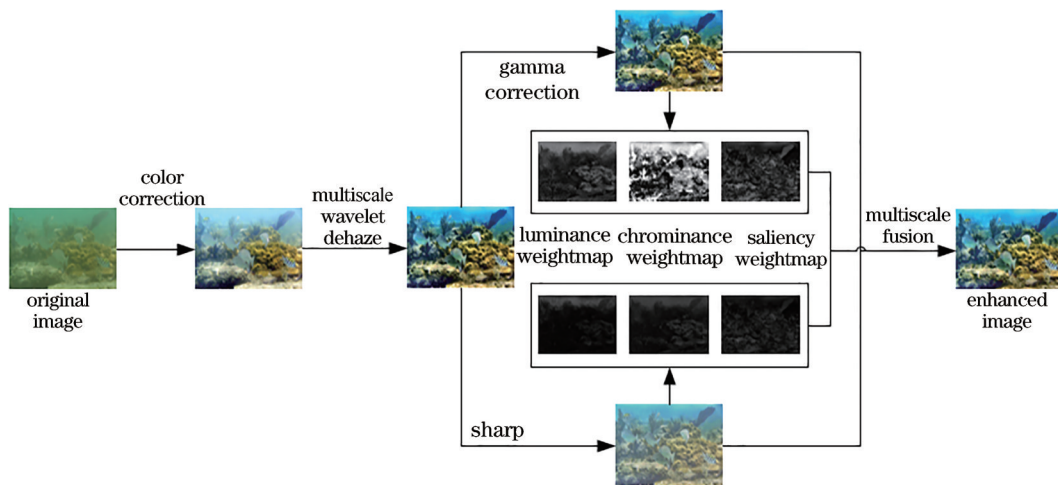 original
image
color
correction
multiscale
wavelet
dehaze
gamma
correction
sharp
luminance
weightmap
chrominance
weightmap
saliency
weightmap
multiscale
fusion
enhanced
image